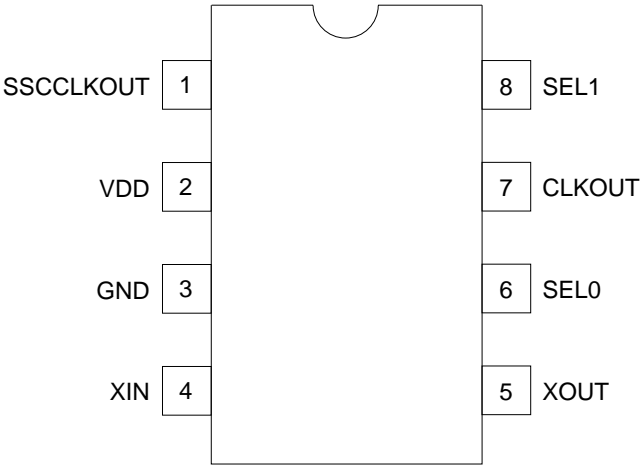 SSCCLKOUT 1 8 SEL1
VDD 2 7 CLKOUT
GND 3 6 SEL0
XIN 4 5 XOUT